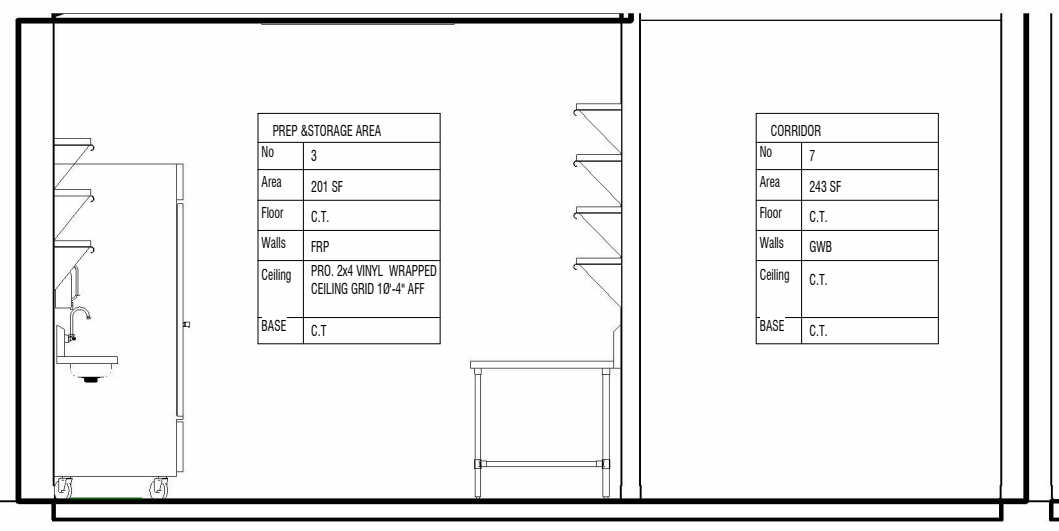 PREP &STORAGE AREA
No 3
Area 201 SF
Floor C.T.
Walls FRP
Ceiling PRO. 2x4 VINYL WRAPPED
CEILING GRID 10'-4" AFF
BASE C.T
CORRIDOR
No 7
Area 243 SF
Floor C.T.
Walls GWB
Ceiling C.T.
BASE C.T.